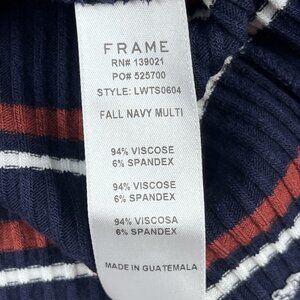 FRAME
RN# 139021
PO# 525700
STYLE: LWTS0604
FALL NAVY MULTI
94% VISCOSE
6% SPANDEX
94% VISCOSE
6% SPANDEX
94% VISCOSA
6% SPANDEX
MADE IN GUATEMALA